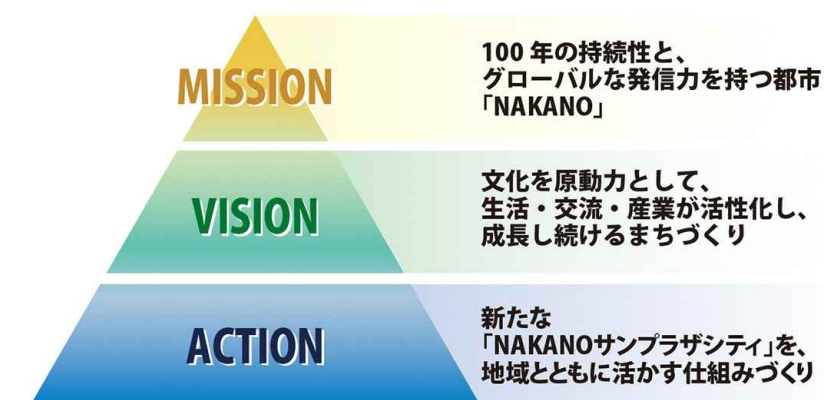 MISSION
100 年の持続性と、
グローバルな発信力を持つ都市
「NAKANO」
VISION
文化を原動力として、
生活・交流・産業が活性化し、
成長し続けるまちづくり
ACTION
新たな
「NAKANOサンプラザシティ」を、
地域とともに活かす仕組みづくり